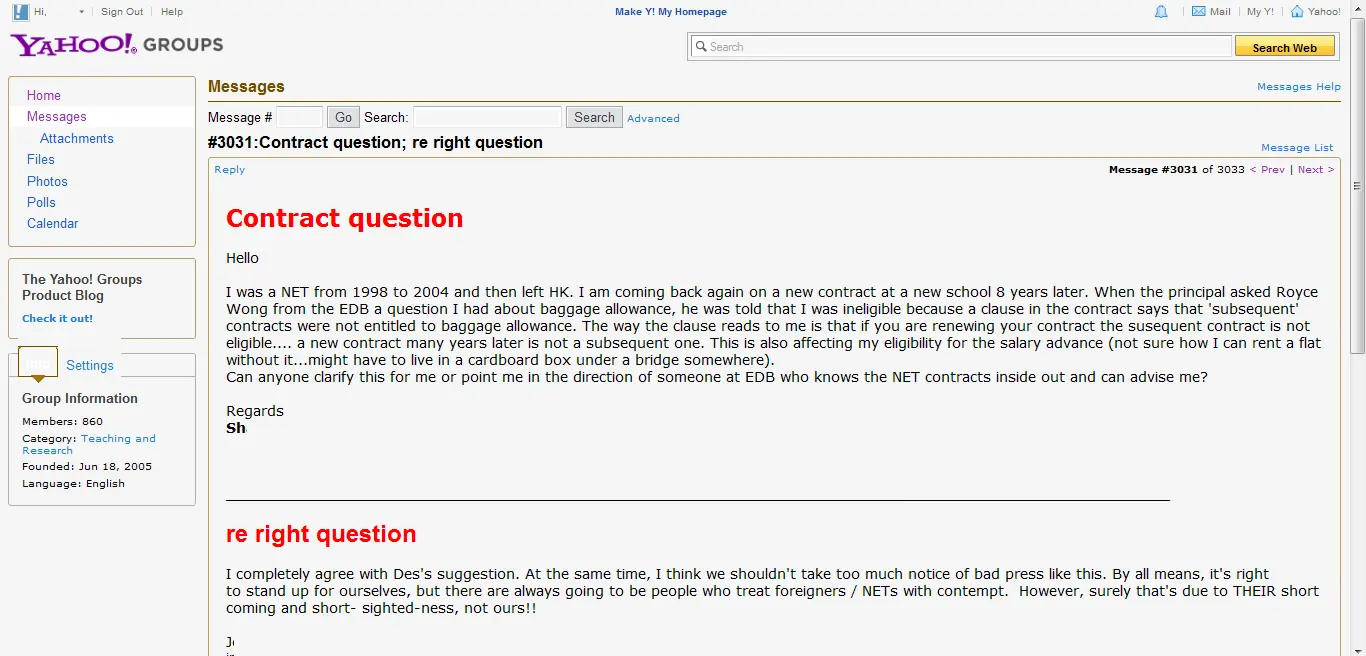 Hi,
Sign Out
Help
Make Y! My Homepage
Mail
My Y!
Yahoo!
YAHOO! GROUPS
Search
Search Web
Home
Messages
Attachments
Files
Photos
Polls
Calendar
The Yahoo! Groups
Product Blog
Check it out!
Settings
Group Information
Members: 860
Category: Teaching and
Research
Founded: Jun 18, 2005
Language: English
Messages
Messages Help
Message # Go Search: Search Advanced
#3031:Contract question; re right question
Message List
Reply
Message #3031 of 3033 < Prev | Next >
Contract question
Hello
I was a NET from 1998 to 2004 and then left HK. I am coming back again on a new contract at a new school 8 years later. When the principal asked Royce
Wong from the EDB a question I had about baggage allowance, he was told that I was ineligible because a clause in the contract says that 'subsequent'
contracts were not entitled to baggage allowance. The way the clause reads to me is that if you are renewing your contract the susequent contract is not
eligible.... a new contract many years later is not a subsequent one. This is also affecting my eligibility for the salary advance (not sure how I can rent a flat
without it...might have to live in a cardboard box under a bridge somewhere).
Can anyone clarify this for me or point me in the direction of someone at EDB who knows the NET contracts inside out and can advise me?
Regards
Sh
re right question
I completely agree with Des's suggestion. At the same time, I think we shouldn't take too much notice of bad press like this. By all means, it's right
to stand up for ourselves, but there are always going to be people who treat foreigners / NETs with contempt. However, surely that's due to THEIR short
coming and short- sighted-ness, not ours!!